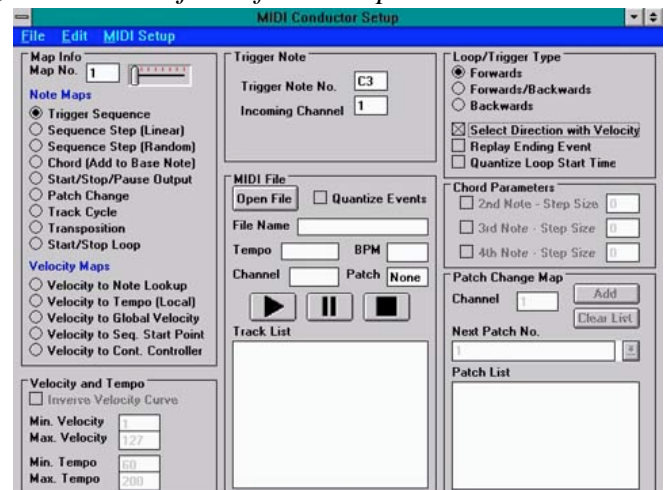 MIDI Conductor Setup
File Edit MIDI Setup
Map Info
Map No. 1
Note Maps
Trigger Sequence
Sequence Step (Linear)
Sequence Step (Random)
Chord (Add to Base Note)
Start/Stop/Pause Output
Patch Change
Track Cycle
Transposition
Start/Stop Loop
Velocity Maps
Velocity to Note Lookup
Velocity to Tempo (Local)
Velocity to Global Velocity
Velocity to Seq. Start Point
Velocity to Cont. Controller
Velocity and Tempo
Inverse Velocity Curve
Min. Velocity 1
Max. Velocity 127
Min. Tempo 60
Max. Tempo 200
Trigger Note
Trigger Note No. C3
Incoming Channel 1
MIDI File
Open File Quantize Events
File Name
Tempo BPM
Channel Patch None
Track List
Loop/Trigger Type
Forwards
Forwards/Backwards
Backwards
Select Direction with Velocity
Replay Ending Event
Quantize Loop Start Time
Chord Parameters
2nd Note - Step Size 0
3rd Note - Step Size 0
4th Note - Step Size 0
Patch Change Map
Channel 1 Add
Clear List
Next Patch No.
1
Patch List